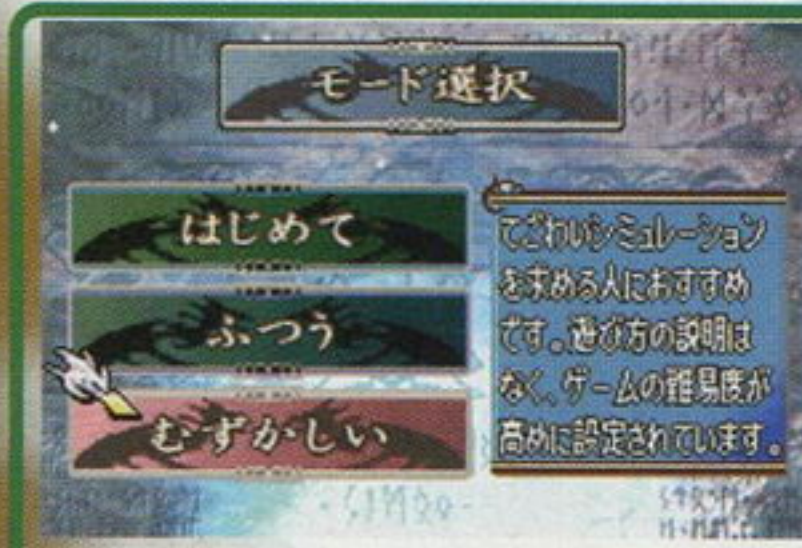 モード選択
はじめて
ふつう
むずかしい
てごわいシミュレーション
を求める人におすすめ
です。遊び方の説明は
なく、ゲームの難易度が
高めに設定されています。